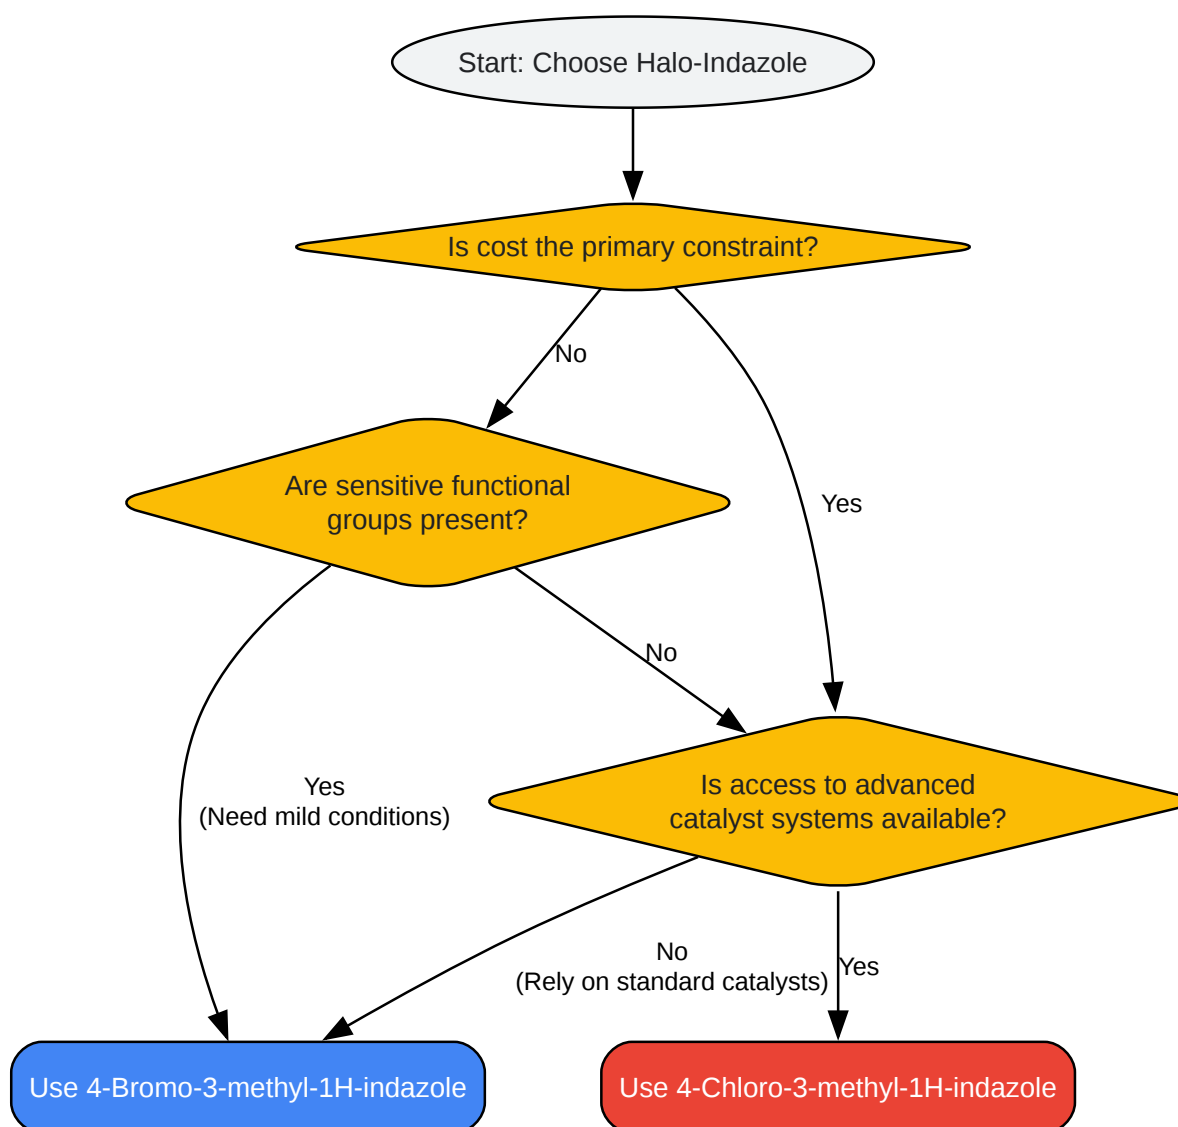 Start: Choose Halo-Indazole
Is cost the primary constraint?
No
Are sensitive functional
groups present?
Yes
No
Yes
(Need mild conditions)
Is access to advanced
catalyst systems available?
No
(Rely on standard catalysts)
Yes
Use 4-Bromo-3-methyl-1H-indazole
Use 4-Chloro-3-methyl-1H-indazole